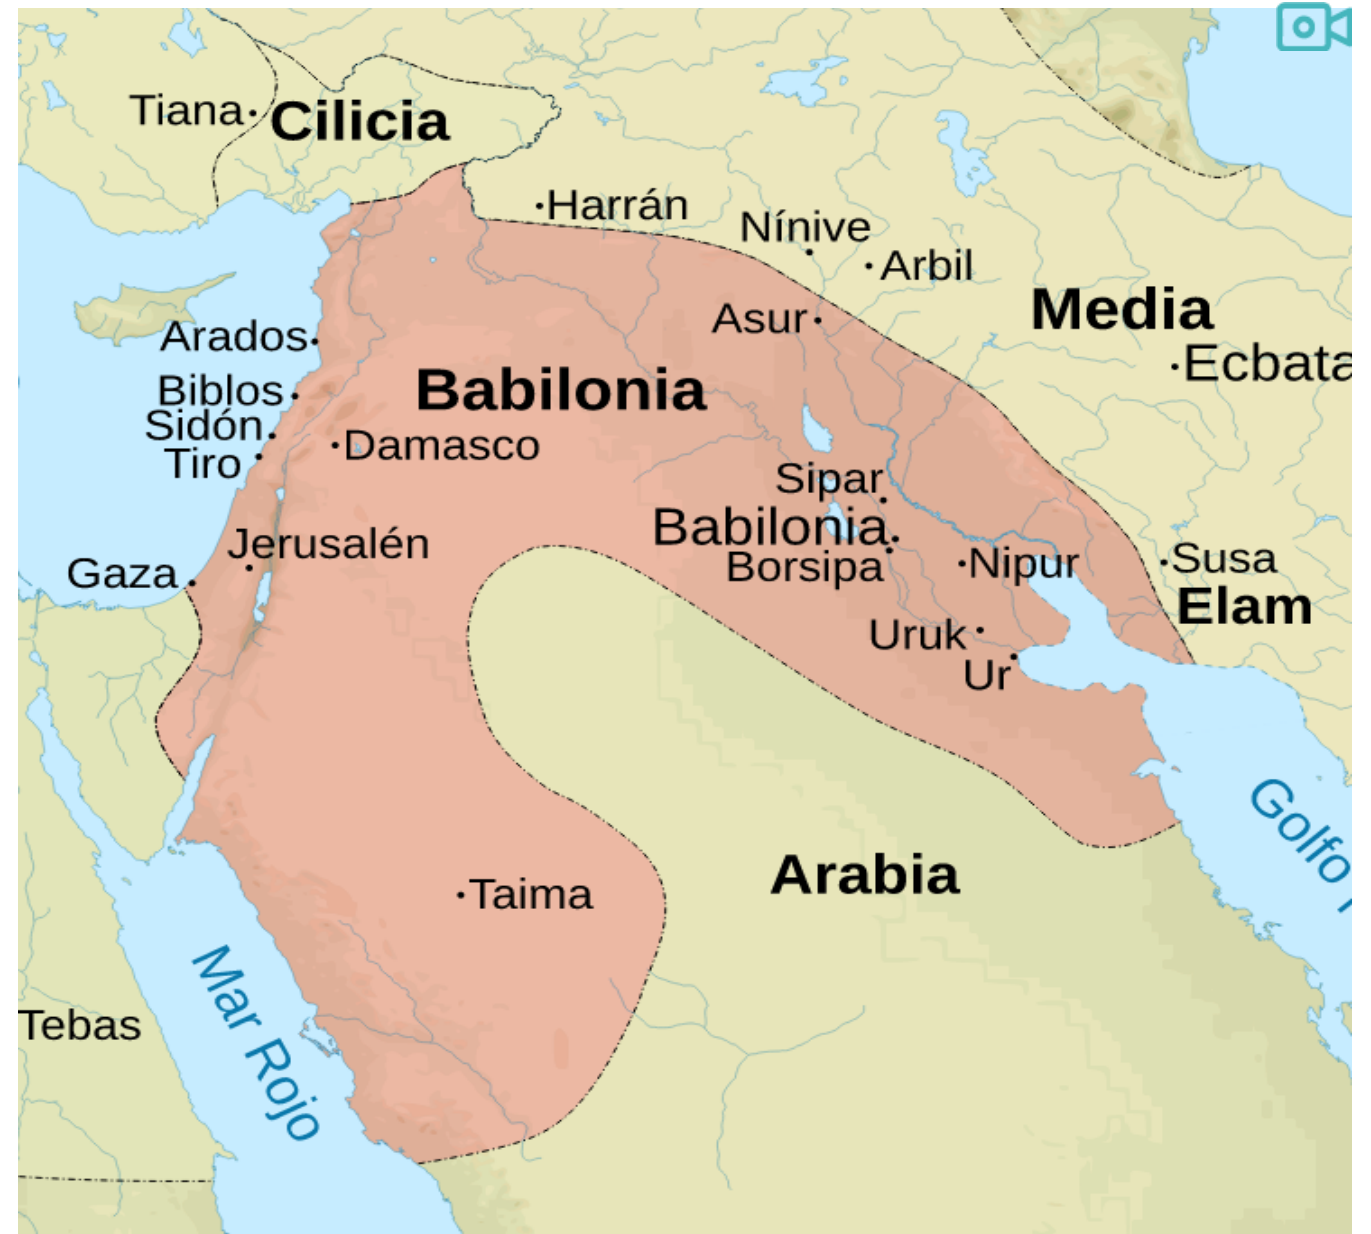 Tiana
Cilicia
Harrán
Nínive
Arbil
Media
Asur
Arados
Ecbata
Biblos
Babilonia
Sidón
Damasco
Tiro
Sipar
Babilonia
Jerusalén
Borsipa
Nipur
Susa
Gaza
Elam
Uruk
Ur
Golfo
Arabia
Taima
Mar Rojo
Tebas